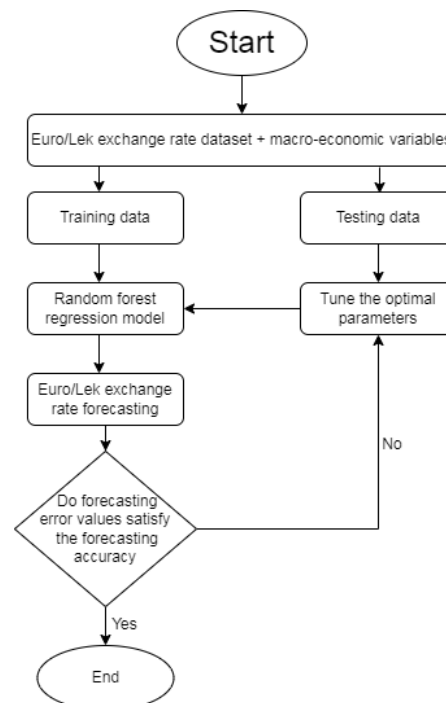 Start
Euro/Lek exchange rate dataset + macro-economic variables
Training data
Testing data
Random forest
regression model
Tune the optimal
parameters
Euro/Lek exchange
rate forecasting
No
Do forecasting
error values satisfy
the forecasting
accuracy
Yes
End